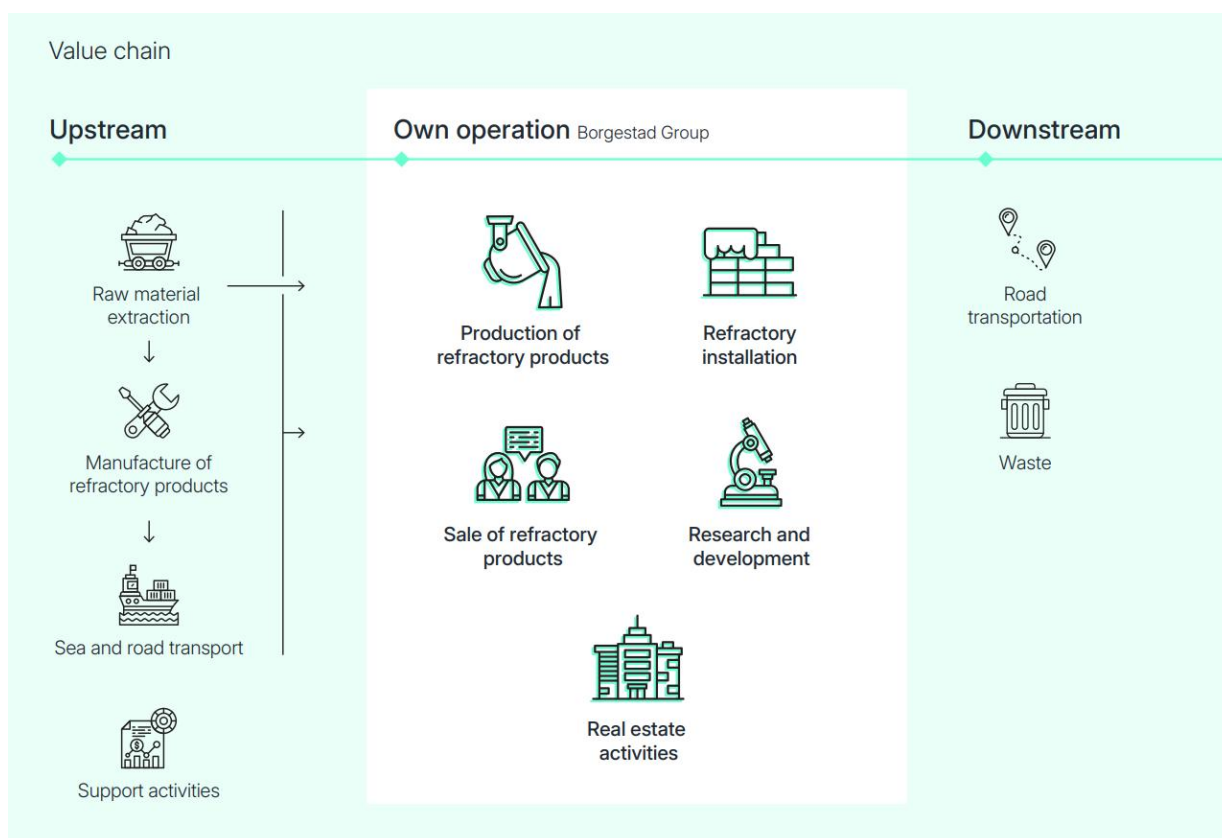 Value chain
Upstream
Raw material
extraction
Manufacture of
refractory products
Sea and road transport
Support activities
Own operation Borgestad Group
Production of
refractory products
Refractory
installation
Sale of refractory
products
Research and
development
Real estate
activities
Downstream
Road
transportation
Waste